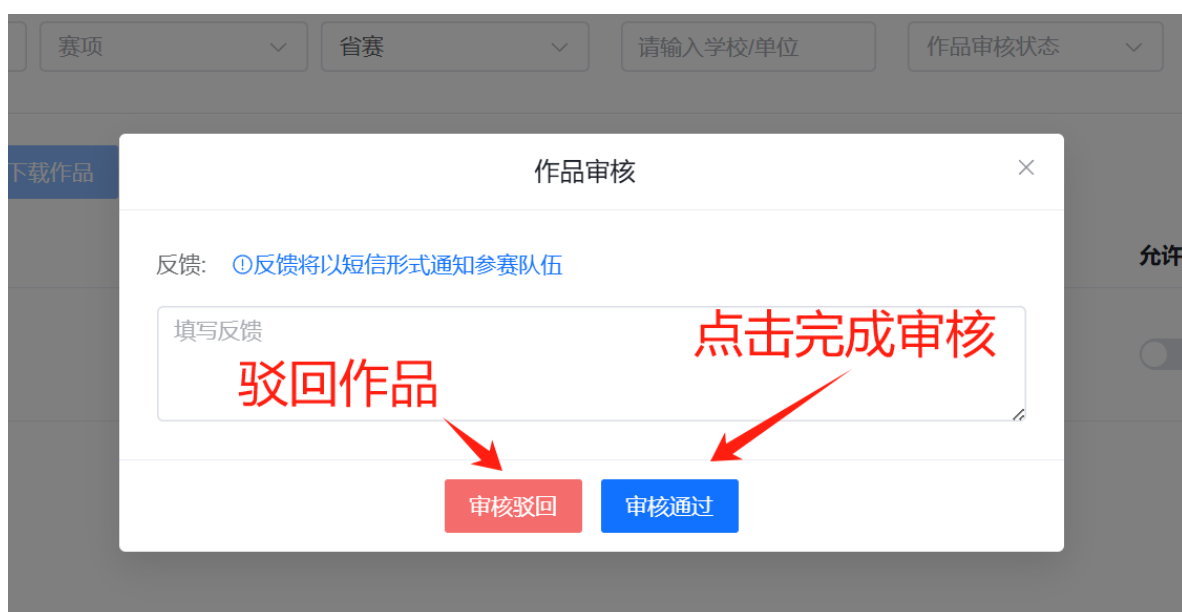 赛项
省赛
请输入学校/单位
作品审核状态
下载作品
作品审核
允许
反馈:
反馈将以短信形式通知参赛队伍
填写反馈
点击完成审核
驳回作品
审核驳回
审核通过